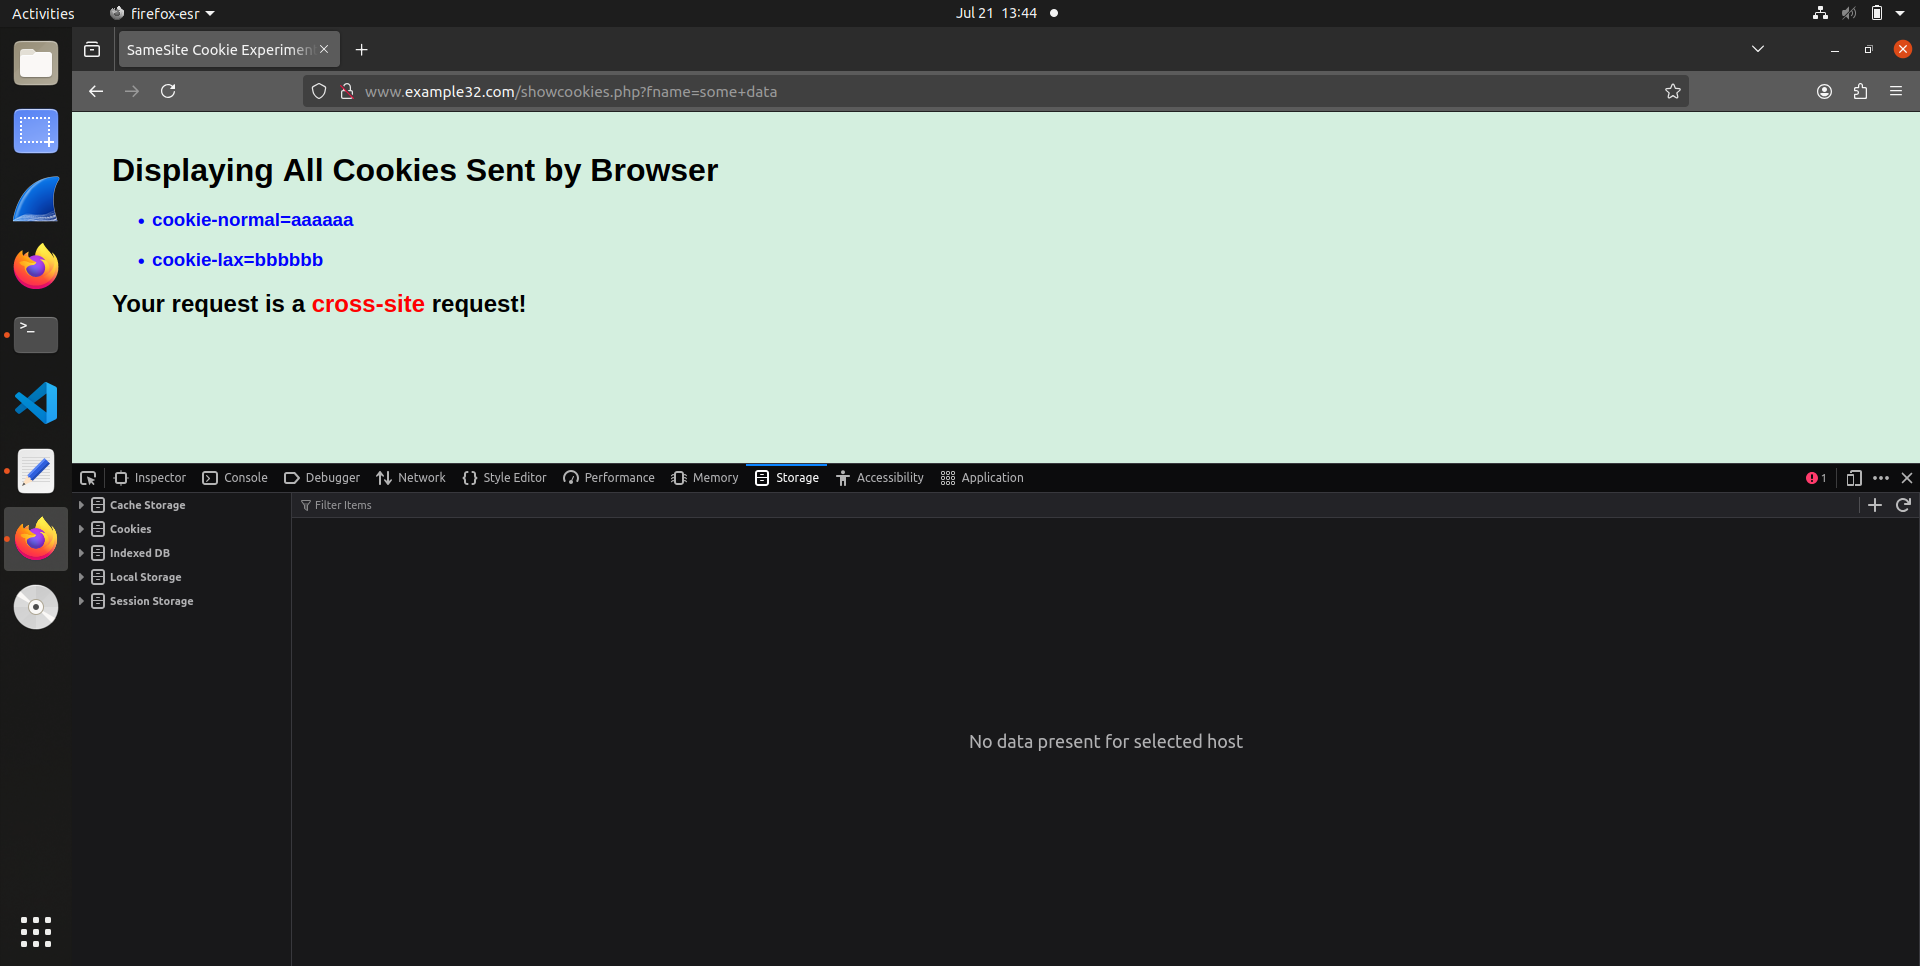 Activities
firefox-esr
Jul 21 13:44
SameSite Cookie Experimen
www.example32.com/showcookies.php?fname=some+data
Displaying All Cookies Sent by Browser
• cookie-normal=aaaaaa
• cookie-lax=bbbbbb
Your request is a cross-site request!
Inspector Console Debugger Network Style Editor Performance Memory Storage Accessibility Application 1
Filter Items
Cache Storage
Cookies
Indexed DB
Local Storage
Session Storage
No data present for selected host